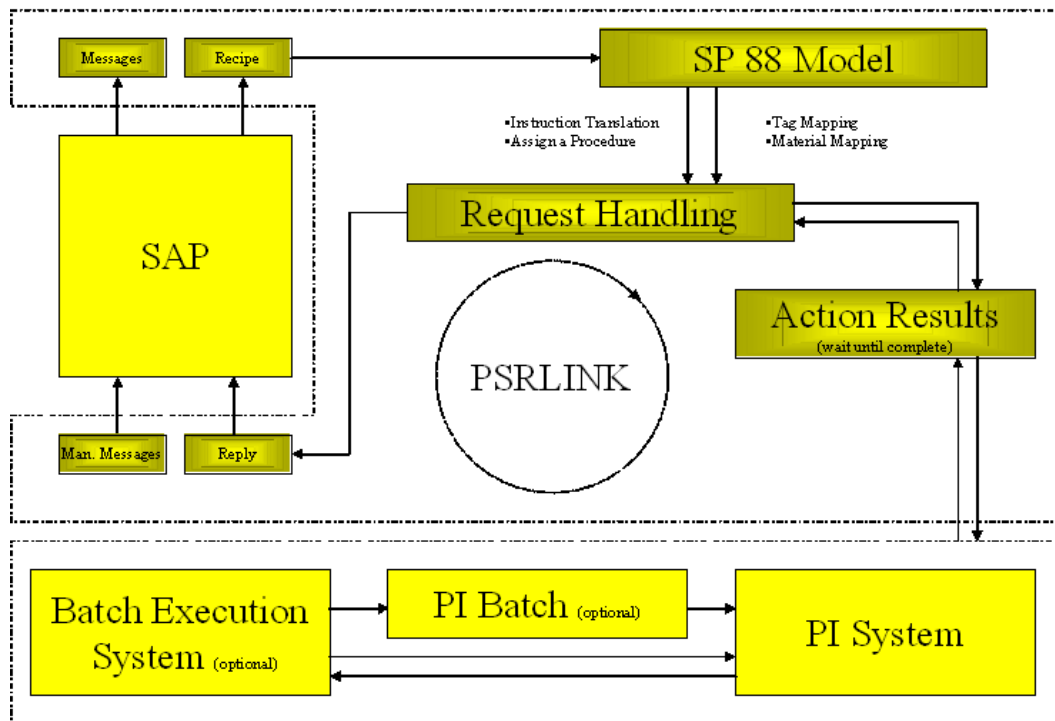 Messages
Recipe
SP 88 Model
▪Instruction Translation
▪Assign a Procedure
▪Tag Mapping
▪Material Mapping
Request Handling
SAP
Action Results
(wait until complete)
PSRLINK
Man. Messages
Reply
Batch Execution
System (optional)
PI Batch (optional)
PI System